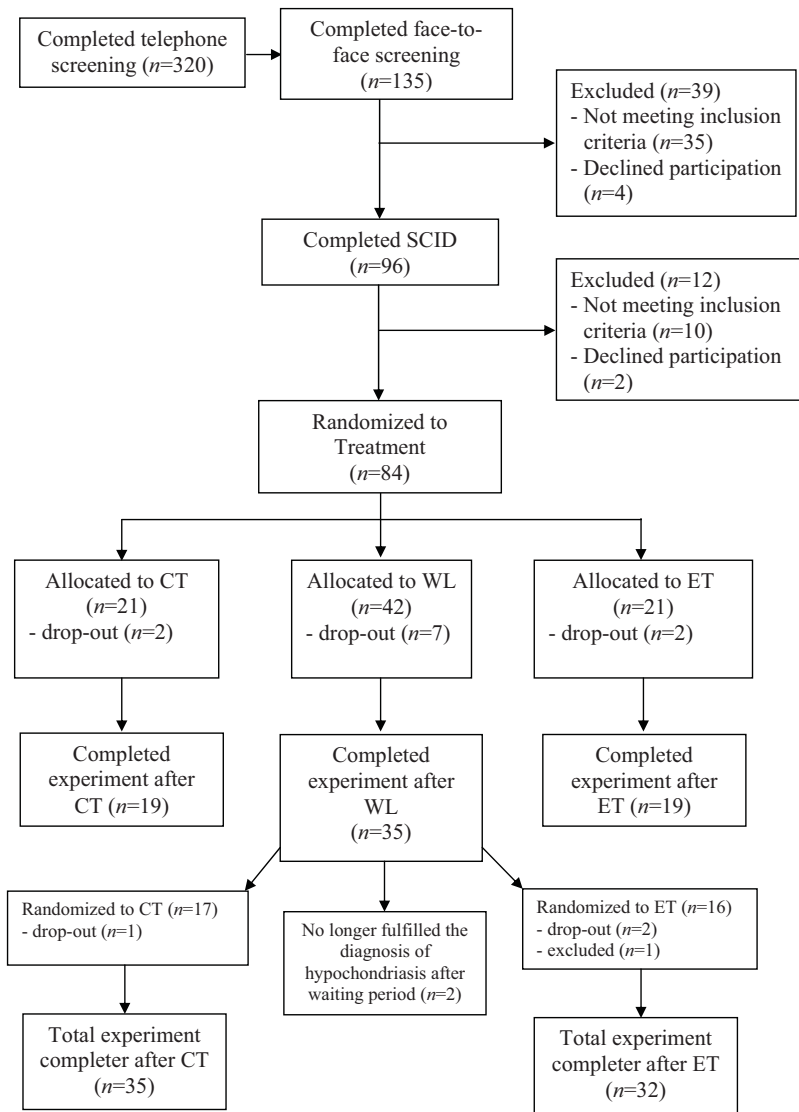 Completed telephone
screening (n=320)
Completed face-to-
face screening
(n=135)
Excluded (n=39)
- Not meeting inclusion
criteria (n=35)
- Declined participation
(n=4)
Completed SCID
(n=96)
Excluded (n=12)
- Not meeting inclusion
criteria (n=10)
- Declined participation
(n=2)
Randomized to
Treatment
(n=84)
Allocated to CT
(n=21)
- drop-out (n=2)
Allocated to WL
(n=42)
- drop-out (n=7)
Allocated to ET
(n=21)
- drop-out (n=2)
Completed
experiment after
CT (n=19)
Completed
experiment after
WL
(n=35)
Completed
experiment after
ET (n=19)
Randomized to CT (n=17)
- drop-out (n=1)
No longer fulfilled the
diagnosis of
hypochondriasis after
waiting period (n=2)
Randomized to ET (n=16)
- drop-out (n=2)
- excluded (n=1)
Total experiment
completer after CT
(n=35)
Total experiment
completer after ET
(n=32)